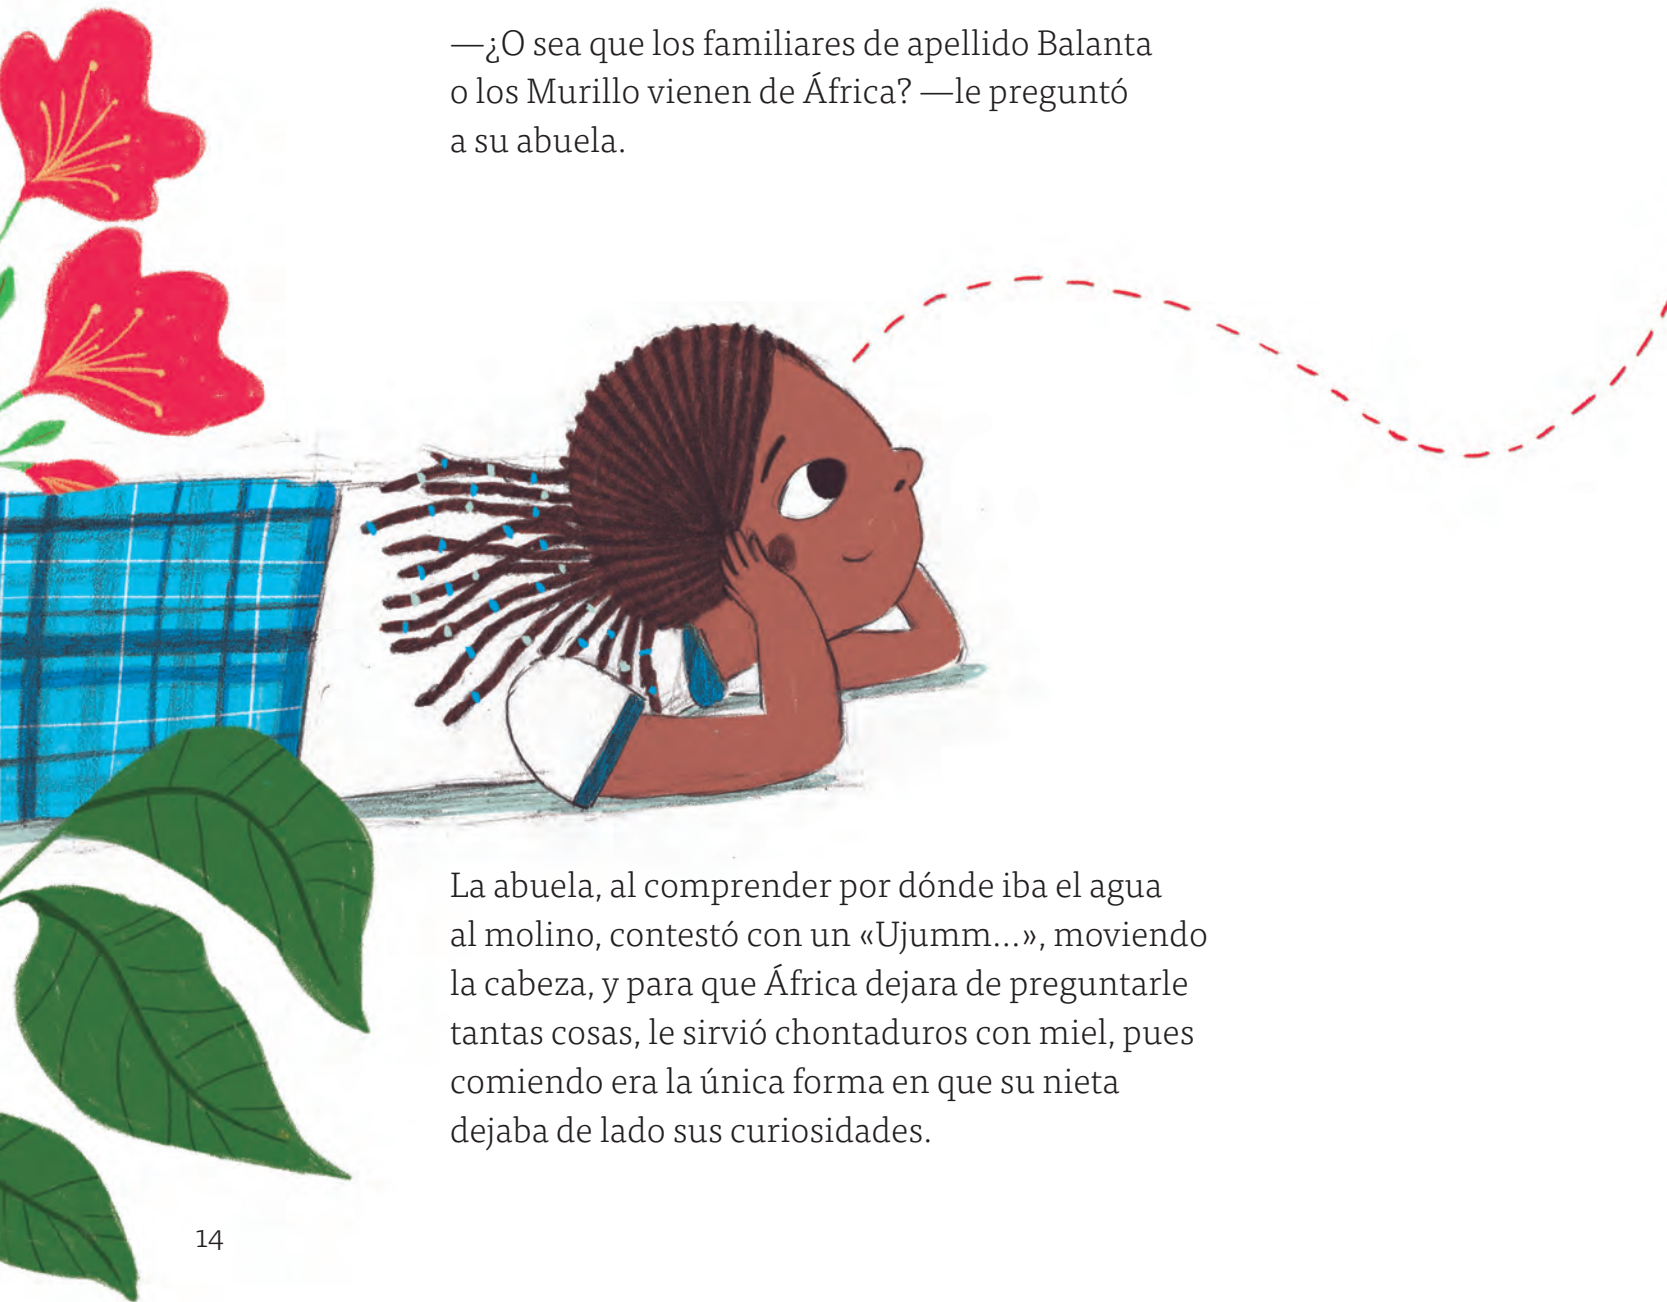 —¿O sea que los familiares de apellido Balanta
o los Murillo vienen de África? —le preguntó
a su abuela.
La abuela, al comprender por dónde iba el agua
al molino, contestó con un «Ujumm...», moviendo
la cabeza, y para que África dejara de preguntarle
tantas cosas, le sirvió chontaduros con miel, pues
comiendo era la única forma en que su nieta
dejaba de lado sus curiosidades.
14